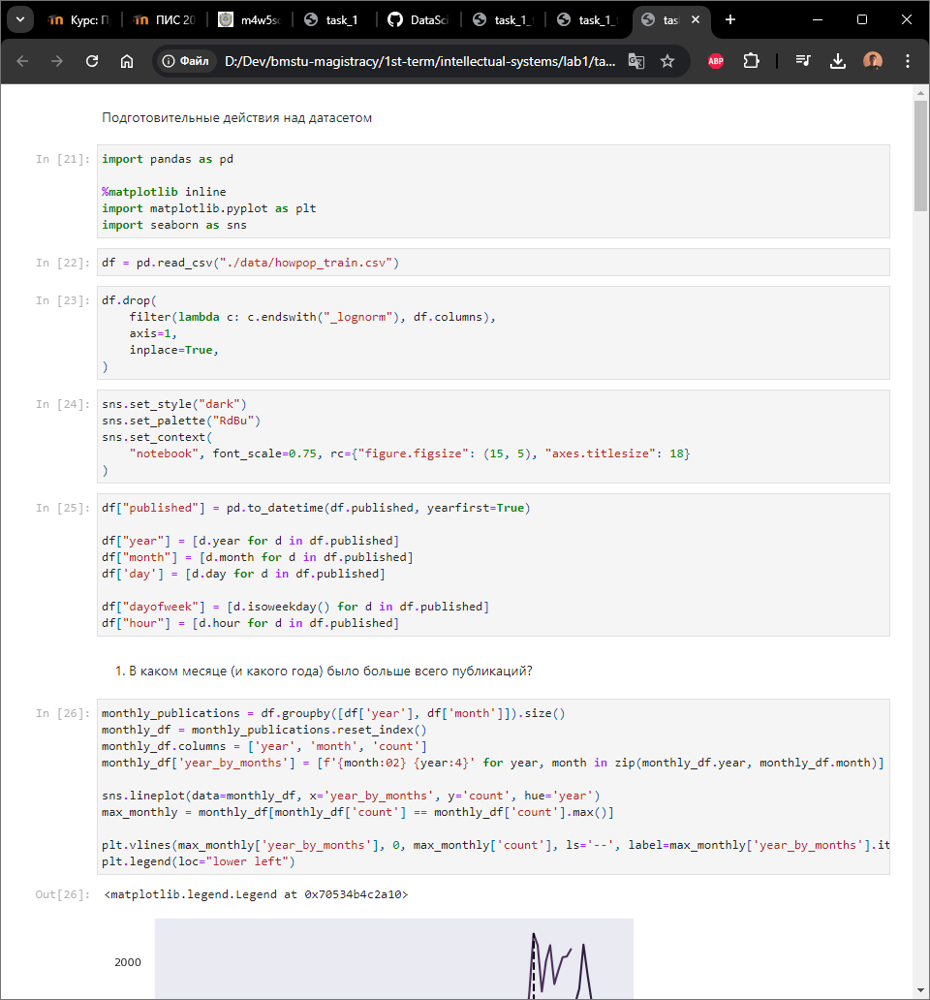 Курс: П
ПИС 20
m4w5sc
task_1
DataSci
task_1_
task_1_
tas
Файл
D:/Dev/bmstu-magistracy/1st-term/intellectual-systems/lab1/ta...
ABP
Подготовительные действия над датасетом
In [21]:
import pandas as pd
%matplotlib inline
import matplotlib.pyplot as plt
import seaborn as sns
In [22]:
df = pd.read_csv("./data/howpop_train.csv")
In [23]:
df.drop(
    filter(lambda c: c.endswith("_lognorm"), df.columns),
    axis=1,
    inplace=True,
)
In [24]:
sns.set_style("dark")
sns.set_palette("RdBu")
sns.set_context(
    "notebook", font_scale=0.75, rc={"figure.figsize": (15, 5), "axes.titlesize": 18}
)
In [25]:
df["published"] = pd.to_datetime(df.published, yearfirst=True)
df["year"] = [d.year for d in df.published]
df["month"] = [d.month for d in df.published]
df['day'] = [d.day for d in df.published]
df["dayofweek"] = [d.isoweekday() for d in df.published]
df["hour"] = [d.hour for d in df.published]
1. В каком месяце (и какого года) было больше всего публикаций?
In [26]:
monthly_publications = df.groupby([df['year'], df['month']]).size()
monthly_df = monthly_publications.reset_index()
monthly_df.columns = ['year', 'month', 'count']
monthly_df['year_by_months'] = [f'{month:02} {year:4}' for year, month in zip(monthly_df.year, monthly_df.month)]
sns.lineplot(data=monthly_df, x='year_by_months', y='count', hue='year')
max_monthly = monthly_df[monthly_df['count'] == monthly_df['count'].max()]
plt.vlines(max_monthly['year_by_months'], 0, max_monthly['count'], ls='--', label=max_monthly['year_by_months'].it
plt.legend(loc="lower left")
Out[26]:
<matplotlib.legend.Legend at 0x70534b4c2a10>
2000